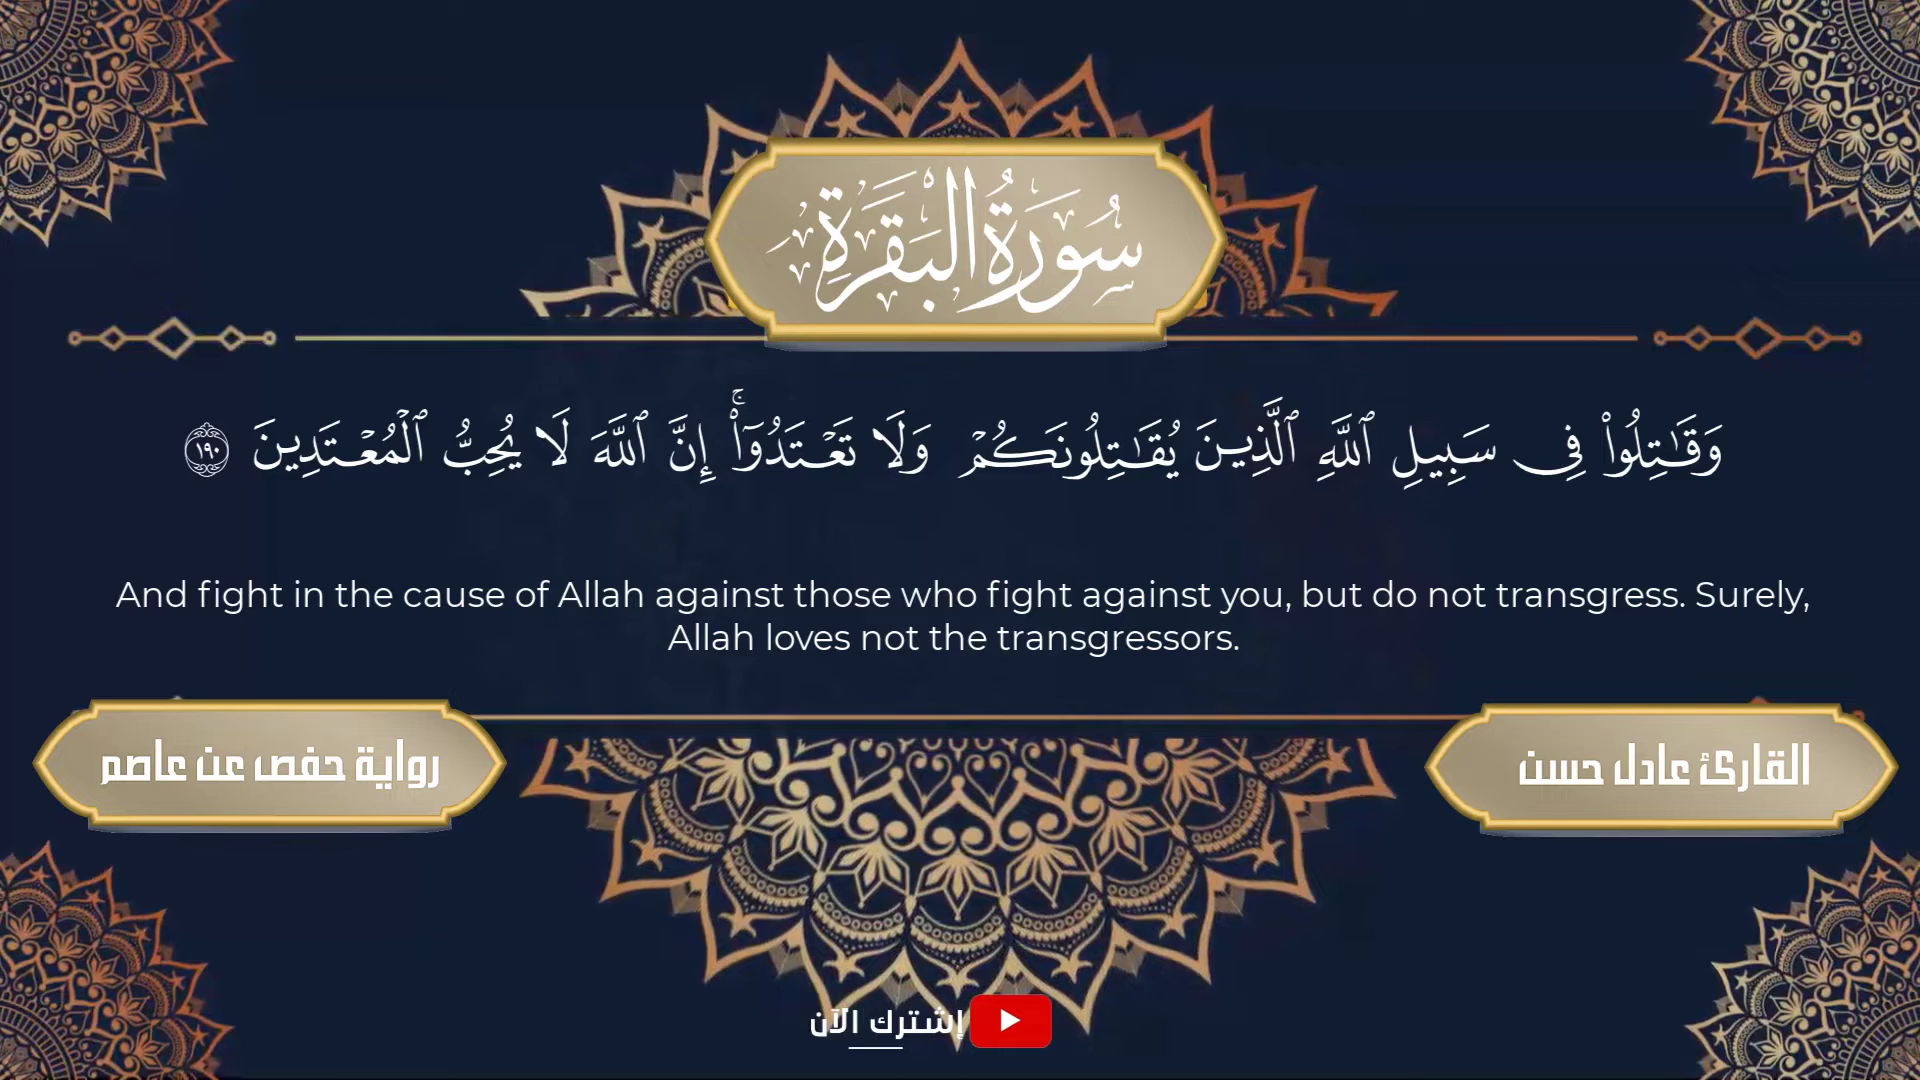 سُورَةُ البَقَرَةِ
وَقَٰتِلُوا۟ فِى سَبِيلِ ٱللَّهِ ٱلَّذِينَ يُقَٰتِلُونَكُمْ وَلَا تَعْتَدُوٓا۟ ۚ إِنَّ ٱللَّهَ لَا يُحِبُّ ٱلْمُعْتَدِينَ ١٩٠
And fight in the cause of Allah against those who fight against you, but do not transgress. Surely,
Allah loves not the transgressors.
القارئ عادل حسن
رواية حفص عن عاصم
إشترك الآن